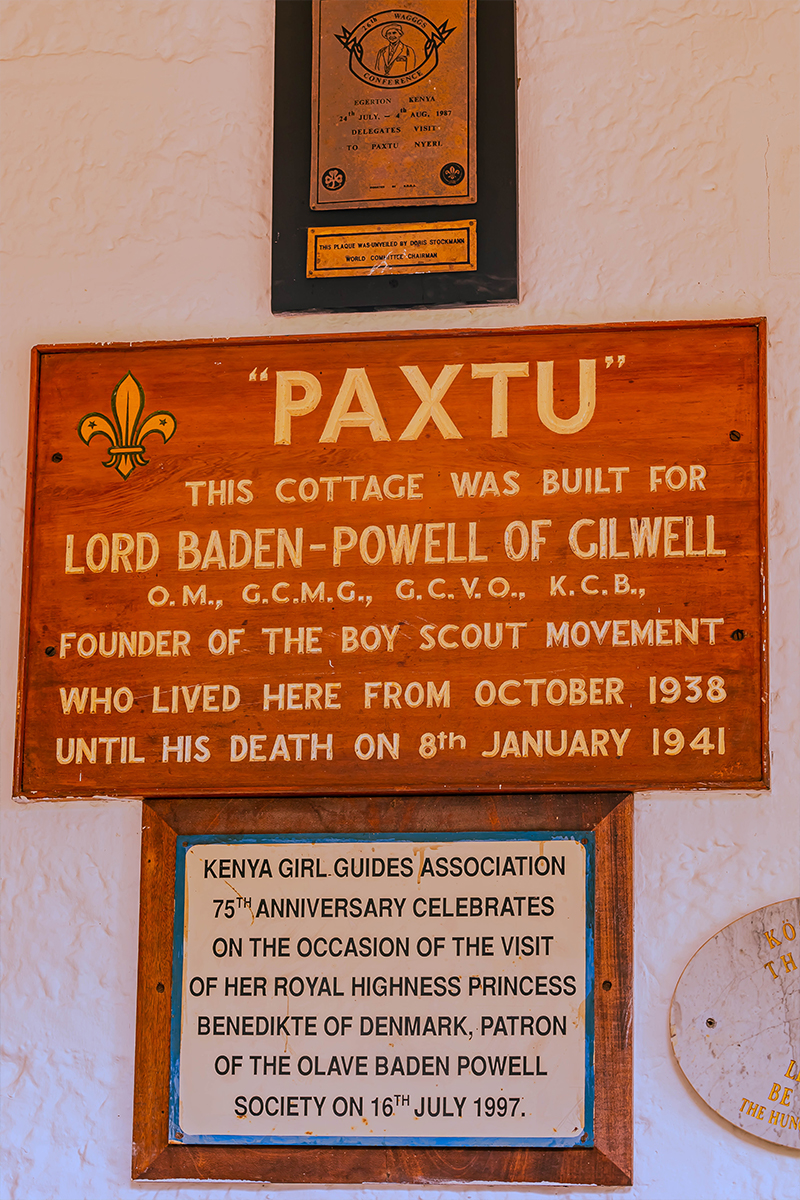 26th WAGGGS
CONFERENCE
EGERTON KENYA
24th JULY, – 4th AUG, 1987
DELEGATES VISIT
TO PAXTU NYERI.
THIS PLAQUE WAS UNVEILED BY DORIS STOCKMANN
WORLD COMMITTEE CHAIRMAN
“PAXTU”
THIS COTTAGE WAS BUILT FOR
LORD BADEN-POWELL OF GILWELL
O.M., G.C.M.G., G.C.V.O., K.C.B.,
FOUNDER OF THE BOY SCOUT MOVEMENT
WHO LIVED HERE FROM OCTOBER 1938
UNTIL HIS DEATH ON 8th JANUARY 1941
KENYA GIRL GUIDES ASSOCIATION
75TH ANNIVERSARY CELEBRATES
ON THE OCCASION OF THE VISIT
OF HER ROYAL HIGHNESS PRINCESS
BENEDIKTE OF DENMARK, PATRON
OF THE OLAVE BADEN POWELL
SOCIETY ON 16TH JULY 1997.
KO
TH
BE
THE HUN